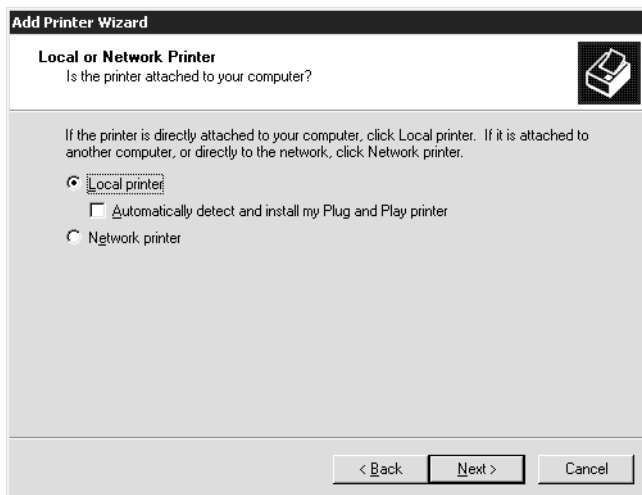 Add Printer Wizard
Local or Network Printer
Is the printer attached to your computer?
If the printer is directly attached to your computer, click Local printer. If it is attached to
another computer, or directly to the network, click Network printer.
Local printer
Automatically detect and install my Plug and Play printer
Network printer
< Back
Next >
Cancel